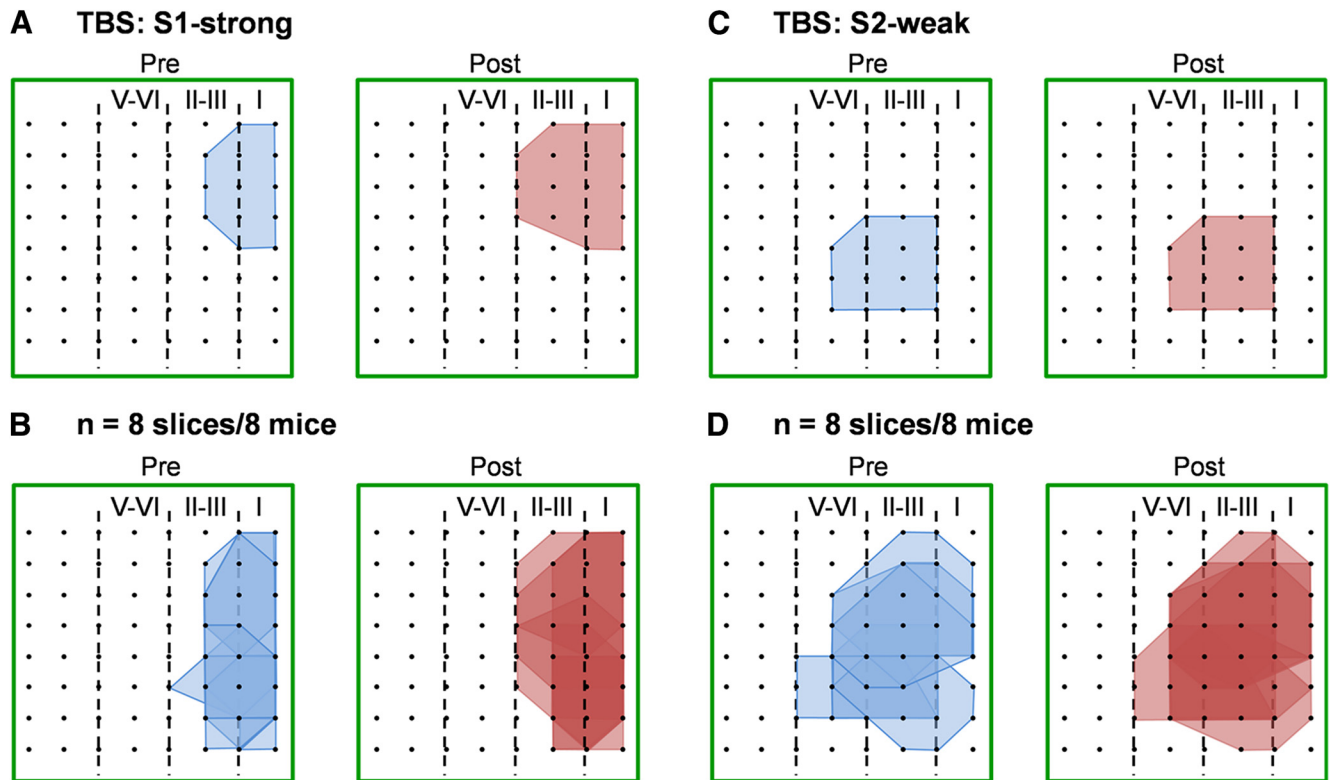 A TBS: S1-strong
Pre Post
V-VI II-III I V-VI II-III I
C TBS: S2-weak
Pre Post
V-VI II-III I V-VI II-III I
B n = 8 slices/8 mice
Pre Post
V-VI II-III I V-VI II-III I
D n = 8 slices/8 mice
Pre Post
V-VI II-III I V-VI II-III I